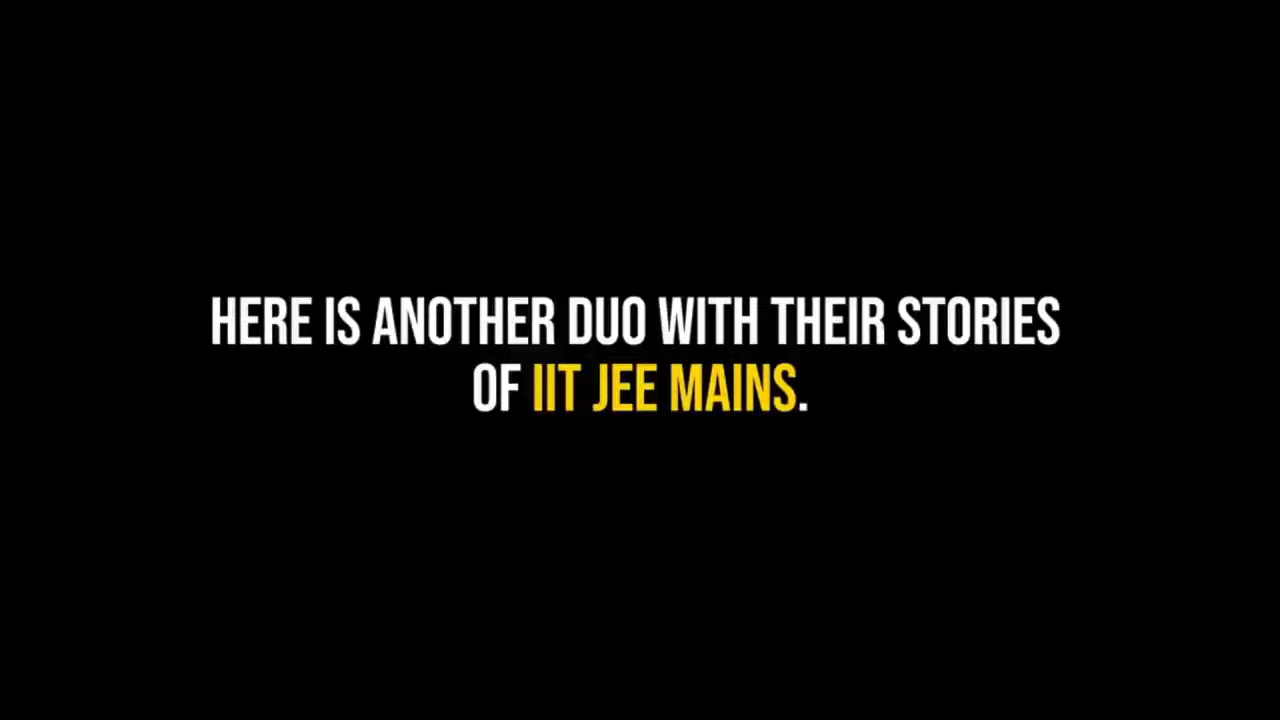 HERE IS ANOTHER DUO WITH THEIR STORIES
OF IIT JEE MAINS.